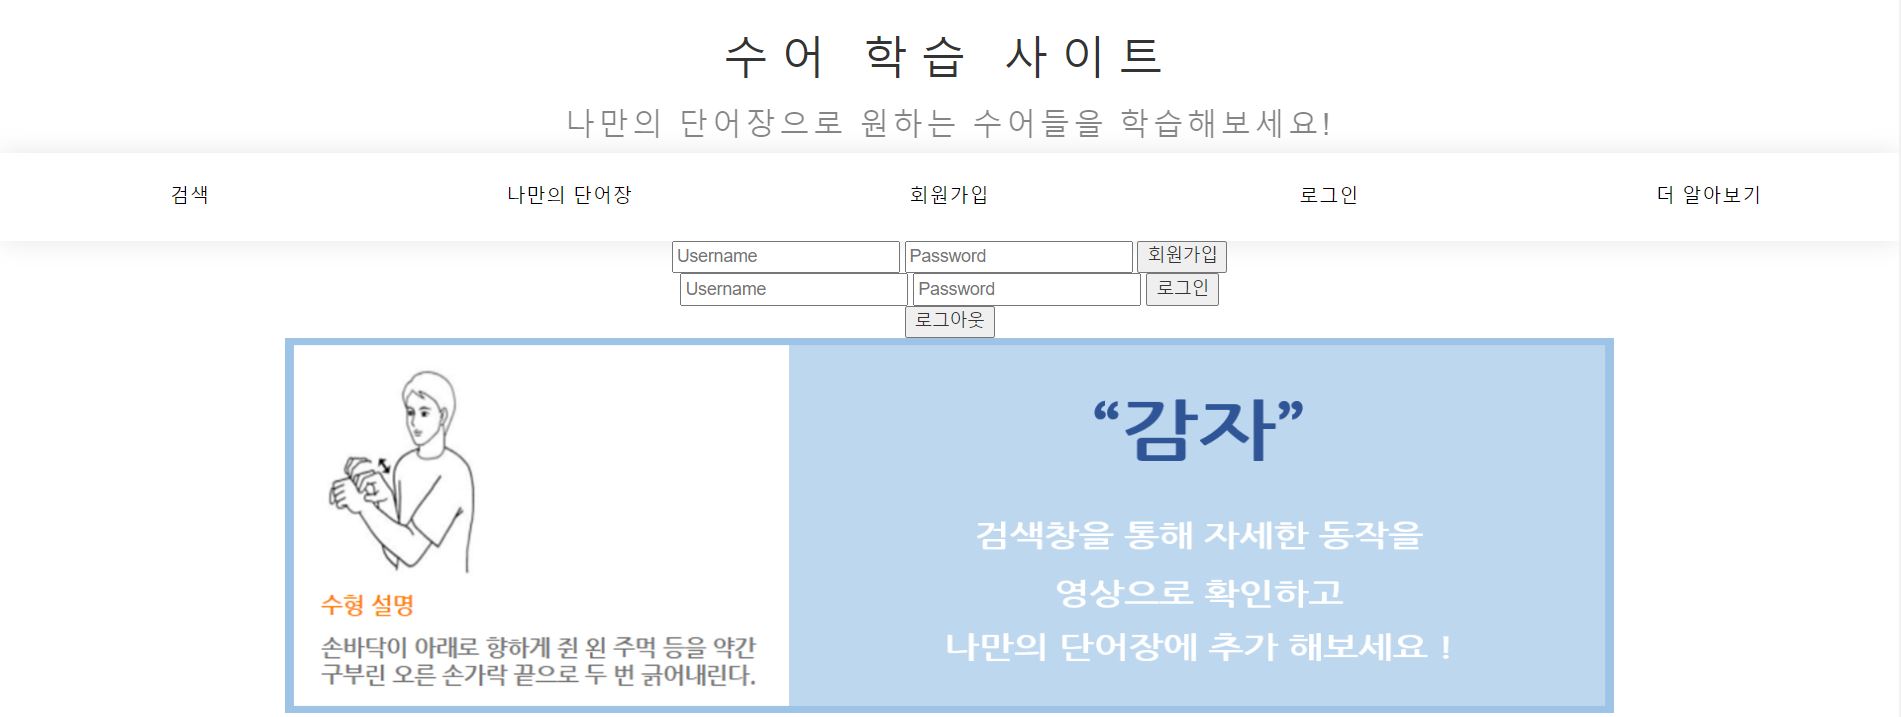 수어 학습 사이트
나만의 단어장으로 원하는 수어들을 학습해보세요!
검색 나만의 단어장 회원가입 로그인 더 알아보기
Username Password 회원가입
Username Password 로그인
로그아웃
수형 설명
손바닥이 아래로 향하게 쥔 왼 주먹 등을 약간
구부린 오른 손가락 끝으로 두 번 긁어내린다.
“감자”
검색창을 통해 자세한 동작을
영상으로 확인하고
나만의 단어장에 추가 해보세요 !